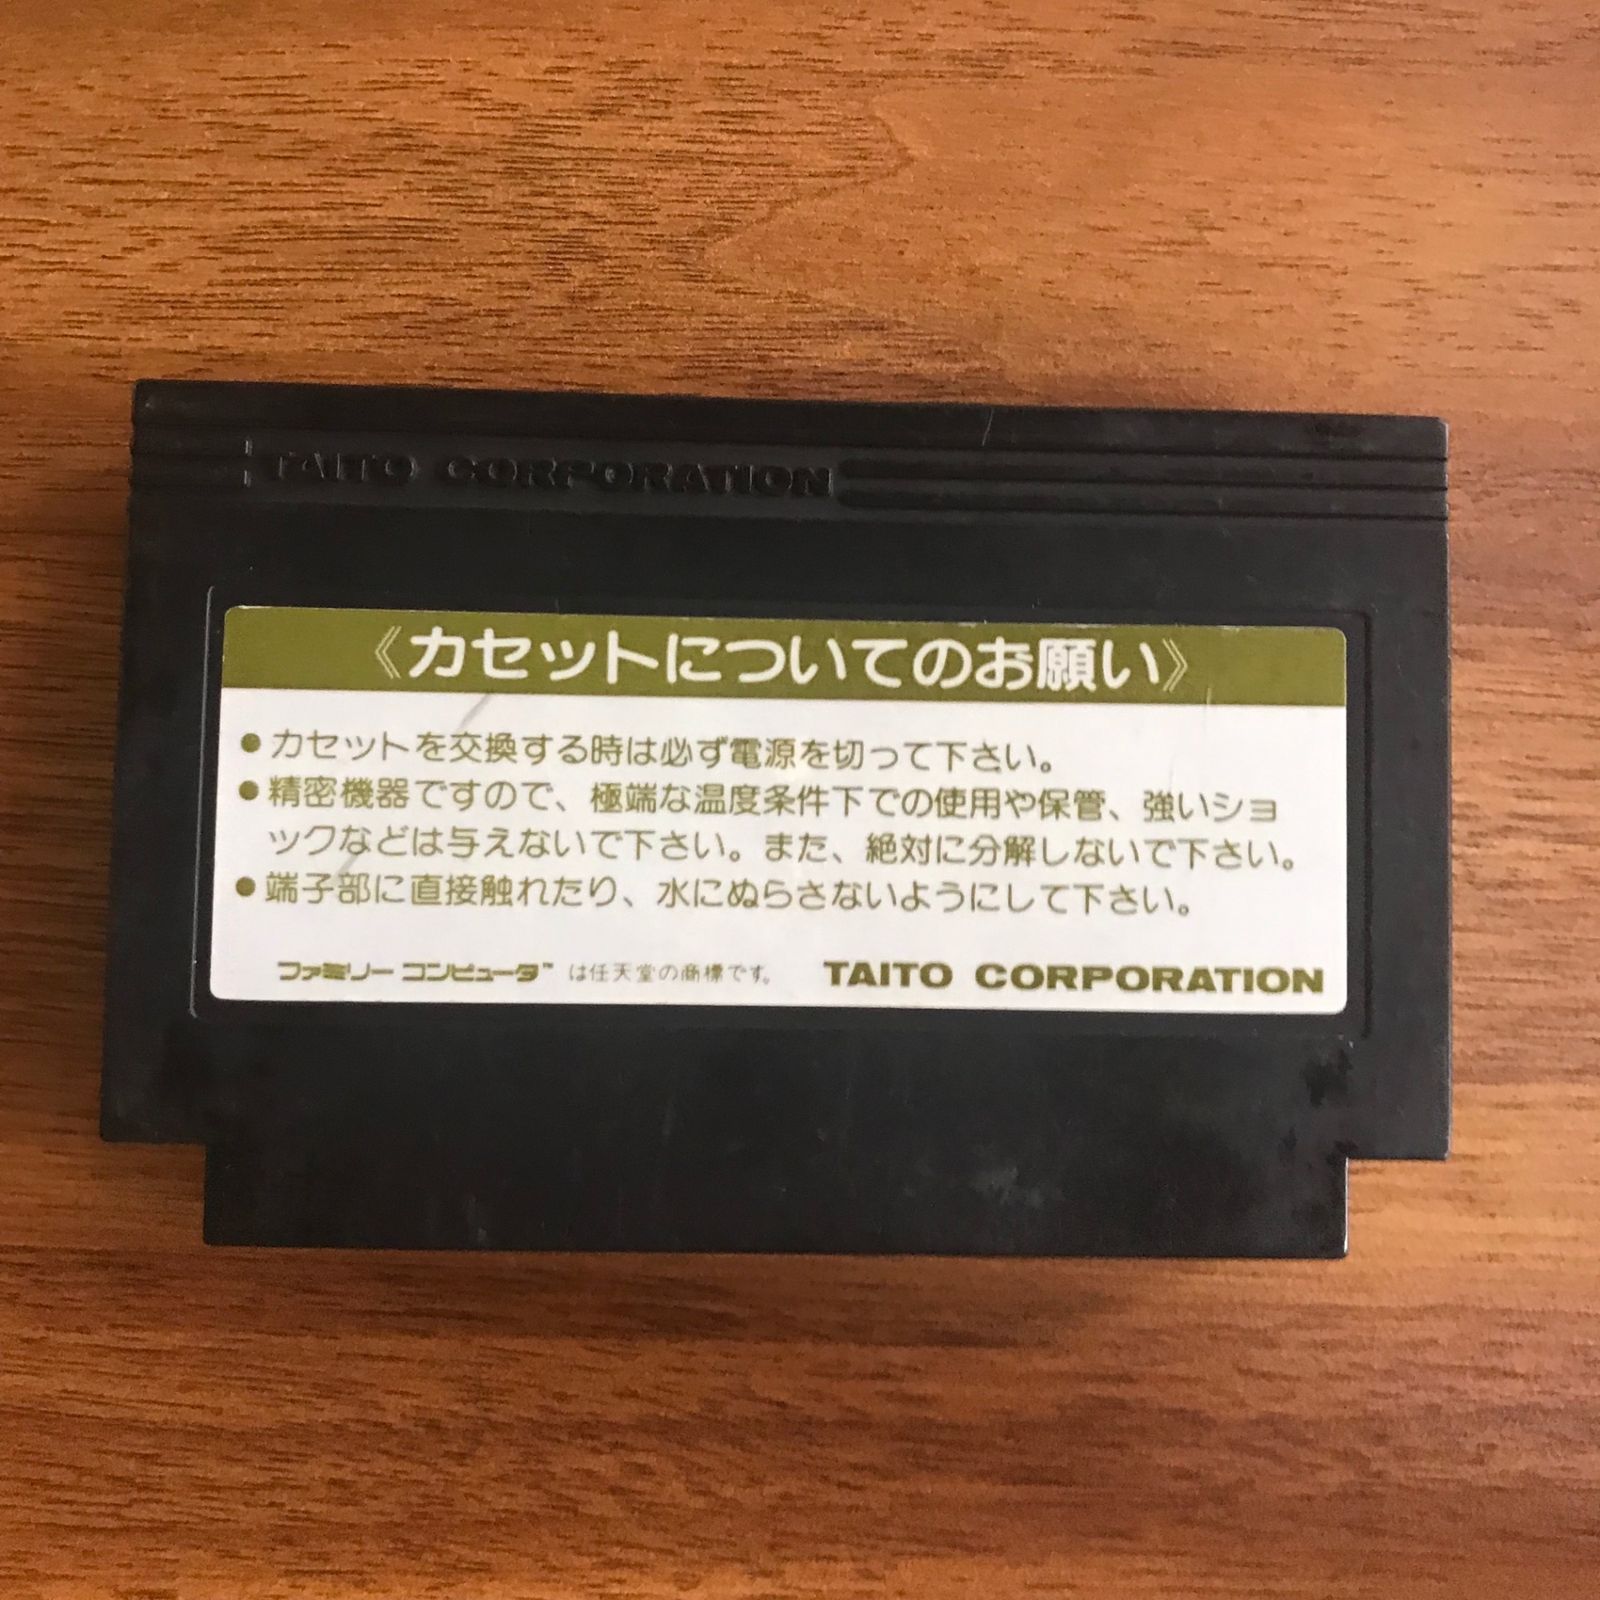 TAITO CORPORATION
《カセットについてのお願い》
●カセットを交換する時は必ず電源を切って下さい。
●精密機器ですので、極端な温度条件下での使用や保管、強いショ
ックなどは与えないで下さい。また、絶対に分解しないで下さい。
●端子部に直接触れたり、水にぬらさないようにして下さい。
ファミリー コンピュータ™ は任天堂の商標です。 TAITO CORPORATION